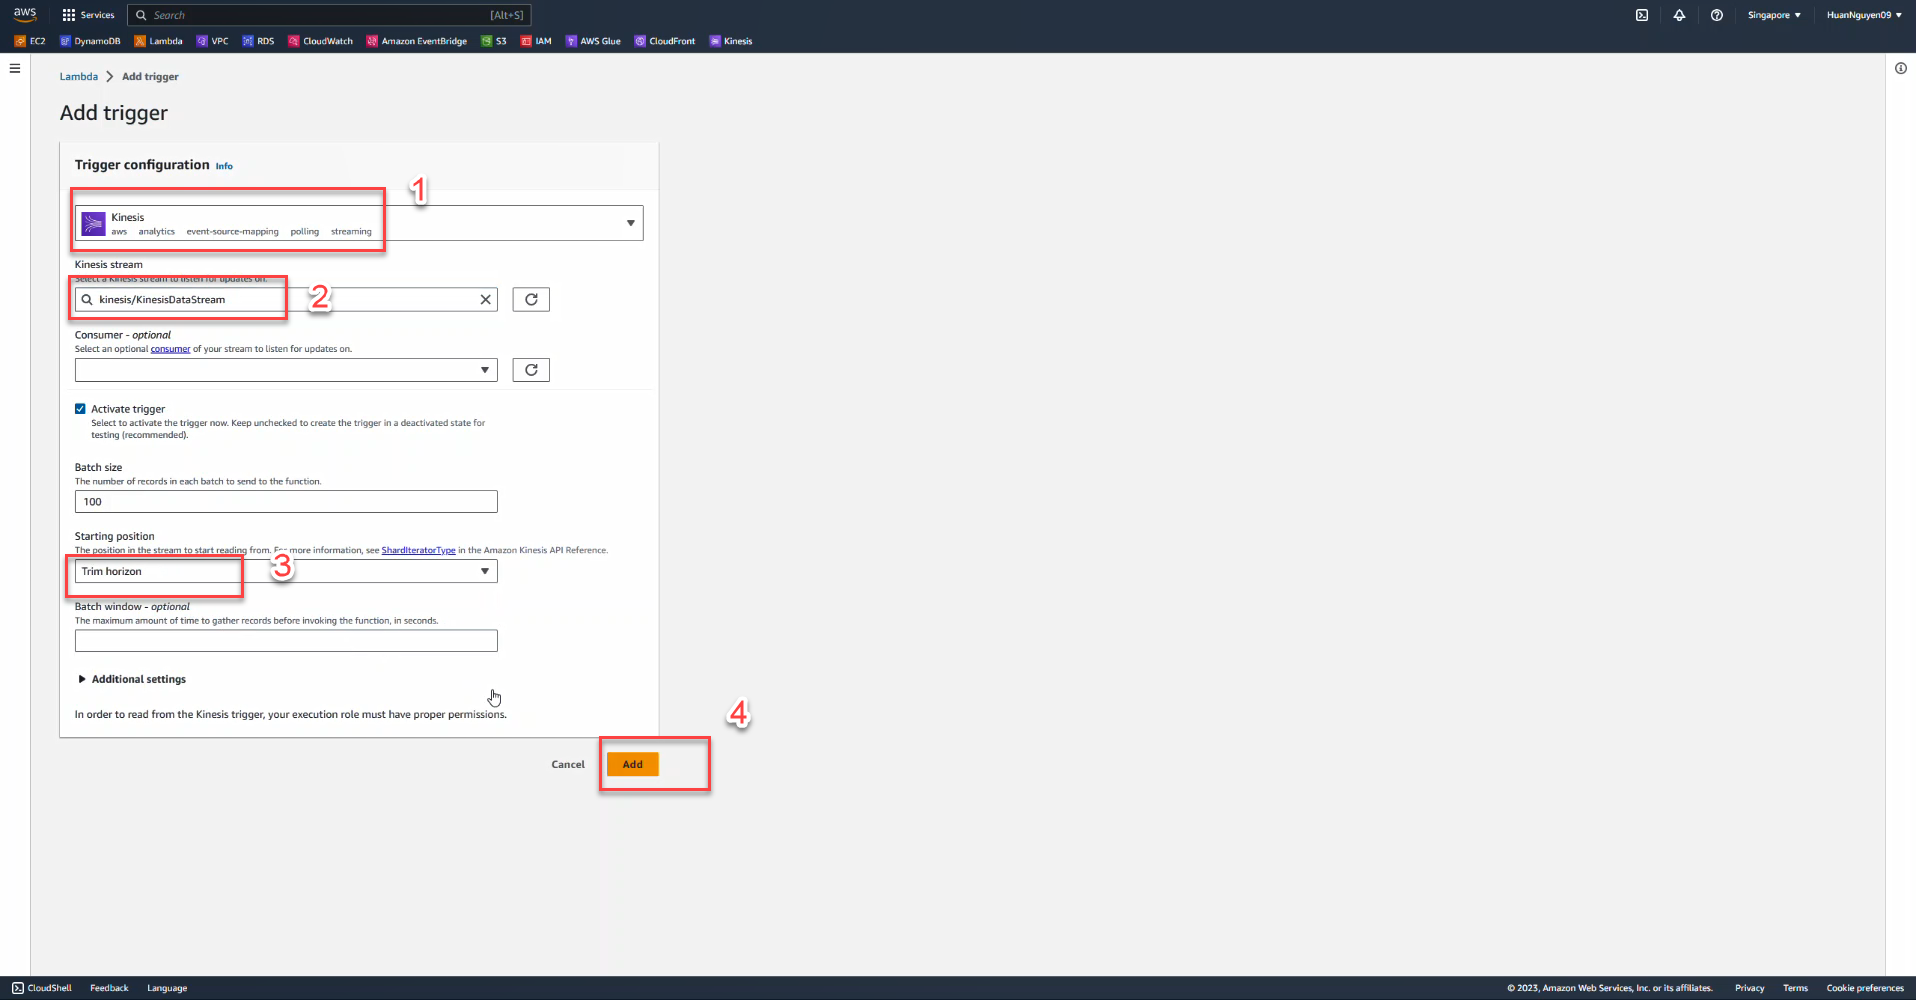 aws Services Search [Alt+S] Singapore HuanNguyen09
EC2 DynamoDB Lambda VPC RDS CloudWatch Amazon EventBridge S3 IAM AWS Glue CloudFront Kinesis
Lambda > Add trigger
Add trigger
Trigger configuration Info
1
Kinesis
aws analytics event-source-mapping polling streaming
Kinesis stream
Select a Kinesis stream to listen for updates on.
kinesis/KinesisDataStream
2
Consumer - optional
Select an optional consumer of your stream to listen for updates on.
Activate trigger
Select to activate the trigger now. Keep unchecked to create the trigger in a deactivated state for
testing (recommended).
Batch size
The number of records in each batch to send to the function.
100
Starting position
The position in the stream to start reading from. For more information, see ShardIteratorType in the Amazon Kinesis API Reference.
Trim horizon
3
Batch window - optional
The maximum amount of time to gather records before invoking the function, in seconds.
Additional settings
In order to read from the Kinesis trigger, your execution role must have proper permissions.
4
Cancel Add
CloudShell Feedback Language © 2023, Amazon Web Services, Inc. or its affiliates. Privacy Terms Cookie preferences